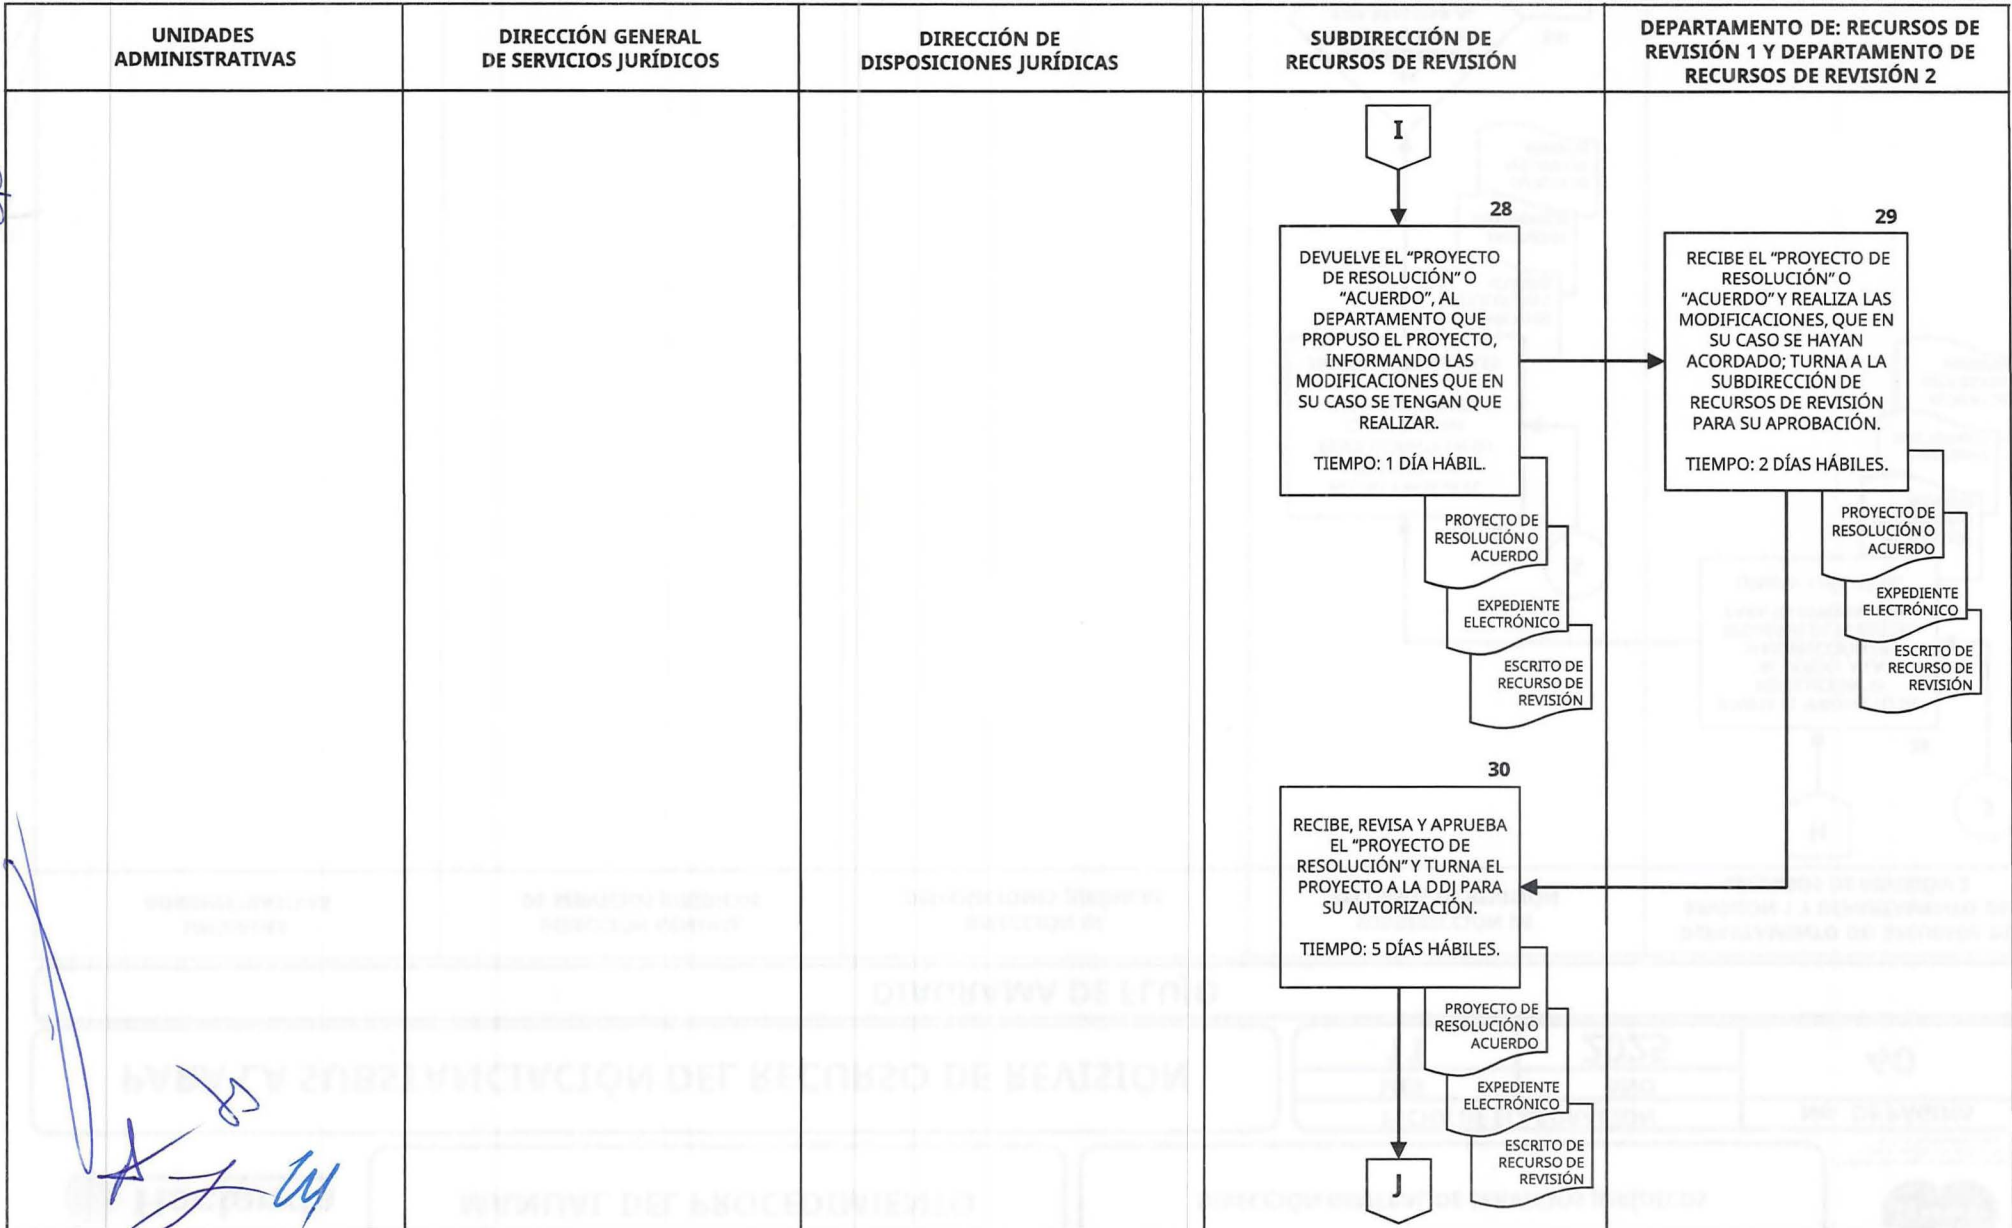 UNIDADES
ADMINISTRATIVAS
DIRECCIÓN GENERAL
DE SERVICIOS JURÍDICOS
DIRECCIÓN DE
DISPOSICIONES JURÍDICAS
SUBDIRECCIÓN DE
RECURSOS DE REVISIÓN
DEPARTAMENTO DE: RECURSOS DE
REVISIÓN 1 Y DEPARTAMENTO DE
RECURSOS DE REVISIÓN 2
I
28
DEVUELVE EL “PROYECTO
DE RESOLUCIÓN” O
“ACUERDO”, AL
DEPARTAMENTO QUE
PROPUSO EL PROYECTO,
INFORMANDO LAS
MODIFICACIONES QUE EN
SU CASO SE TENGAN QUE
REALIZAR.
TIEMPO: 1 DÍA HÁBIL.
PROYECTO DE
RESOLUCIÓN O
ACUERDO
EXPEDIENTE
ELECTRÓNICO
ESCRITO DE
RECURSO DE
REVISIÓN
29
RECIBE EL “PROYECTO DE
RESOLUCIÓN” O
“ACUERDO” Y REALIZA LAS
MODIFICACIONES, QUE EN
SU CASO SE HAYAN
ACORDADO; TURNA A LA
SUBDIRECCIÓN DE
RECURSOS DE REVISIÓN
PARA SU APROBACIÓN.
TIEMPO: 2 DÍAS HÁBILES.
PROYECTO DE
RESOLUCIÓN O
ACUERDO
EXPEDIENTE
ELECTRÓNICO
ESCRITO DE
RECURSO DE
REVISIÓN
30
RECIBE, REVISA Y APRUEBA
EL “PROYECTO DE
RESOLUCIÓN” Y TURNA EL
PROYECTO A LA DDJ PARA
SU AUTORIZACIÓN.
TIEMPO: 5 DÍAS HÁBILES.
PROYECTO DE
RESOLUCIÓN O
ACUERDO
EXPEDIENTE
ELECTRÓNICO
ESCRITO DE
RECURSO DE
REVISIÓN
J